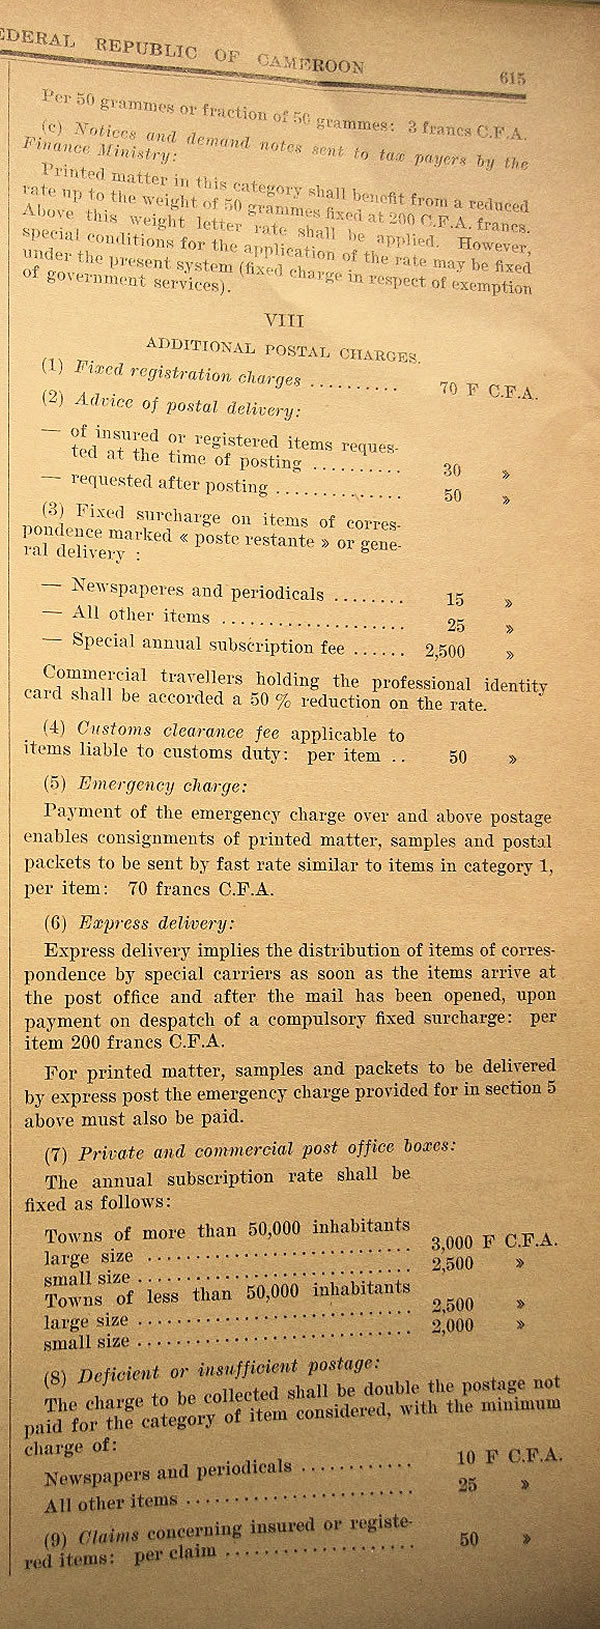 EDERAL REPUBLIC OF CAMEROON 615
Per 50 grammes or fraction of 50 grammes: 3 francs C.F.A.
(c) Notices and demand notes sent to tax payers by the
Finance Ministry:
Printed matter in this category shall benefit from a reduced
rate up to the weight of 50 grammes fixed at 200 C.F.A. francs.
Above this weight letter rate shall be applied. However,
special conditions for the application of the rate may be fixed
under the present system (fixed charge in respect of exemption
of government services).
VIII
ADDITIONAL POSTAL CHARGES.
(1) Fixed registration charges .......... 70 F C.F.A.
(2) Advice of postal delivery:
— of insured or registered items reques-
ted at the time of posting .......... 30 »
— requested after posting .............. 50 »
(3) Fixed surcharge on items of corres-
pondence marked « poste restante » or gene-
ral delivery :
— Newspaperes and periodicals ........ 15 »
— All other items .................... 25 »
— Special annual subscription fee ...... 2,500 »
Commercial travellers holding the professional identity
card shall be accorded a 50 % reduction on the rate.
(4) Customs clearance fee applicable to
items liable to customs duty: per item .. 50 »
(5) Emergency charge:
Payment of the emergency charge over and above postage
enables consignments of printed matter, samples and postal
packets to be sent by fast rate similar to items in category 1,
per item: 70 francs C.F.A.
(6) Express delivery:
Express delivery implies the distribution of items of corres-
pondence by special carriers as soon as the items arrive at
the post office and after the mail has been opened, upon
payment on despatch of a compulsory fixed surcharge: per
item 200 francs C.F.A.
For printed matter, samples and packets to be delivered
by express post the emergency charge provided for in section 5
above must also be paid.
(7) Private and commercial post office boxes:
The annual subscription rate shall be
fixed as follows:
Towns of more than 50,000 inhabitants
large size ............................ 3,000 F C.F.A.
small size ............................ 2,500 »
Towns of less than 50,000 inhabitants
large size ............................ 2,500 »
small size ............................ 2,000 »
(8) Deficient or insufficient postage:
The charge to be collected shall be double the postage not
paid for the category of item considered, with the minimum
charge of:
Newspapers and periodicals ............ 10 F C.F.A.
All other items ........................ 25 »
(9) Claims concerning insured or registe-
red items: per claim .................... 50 »